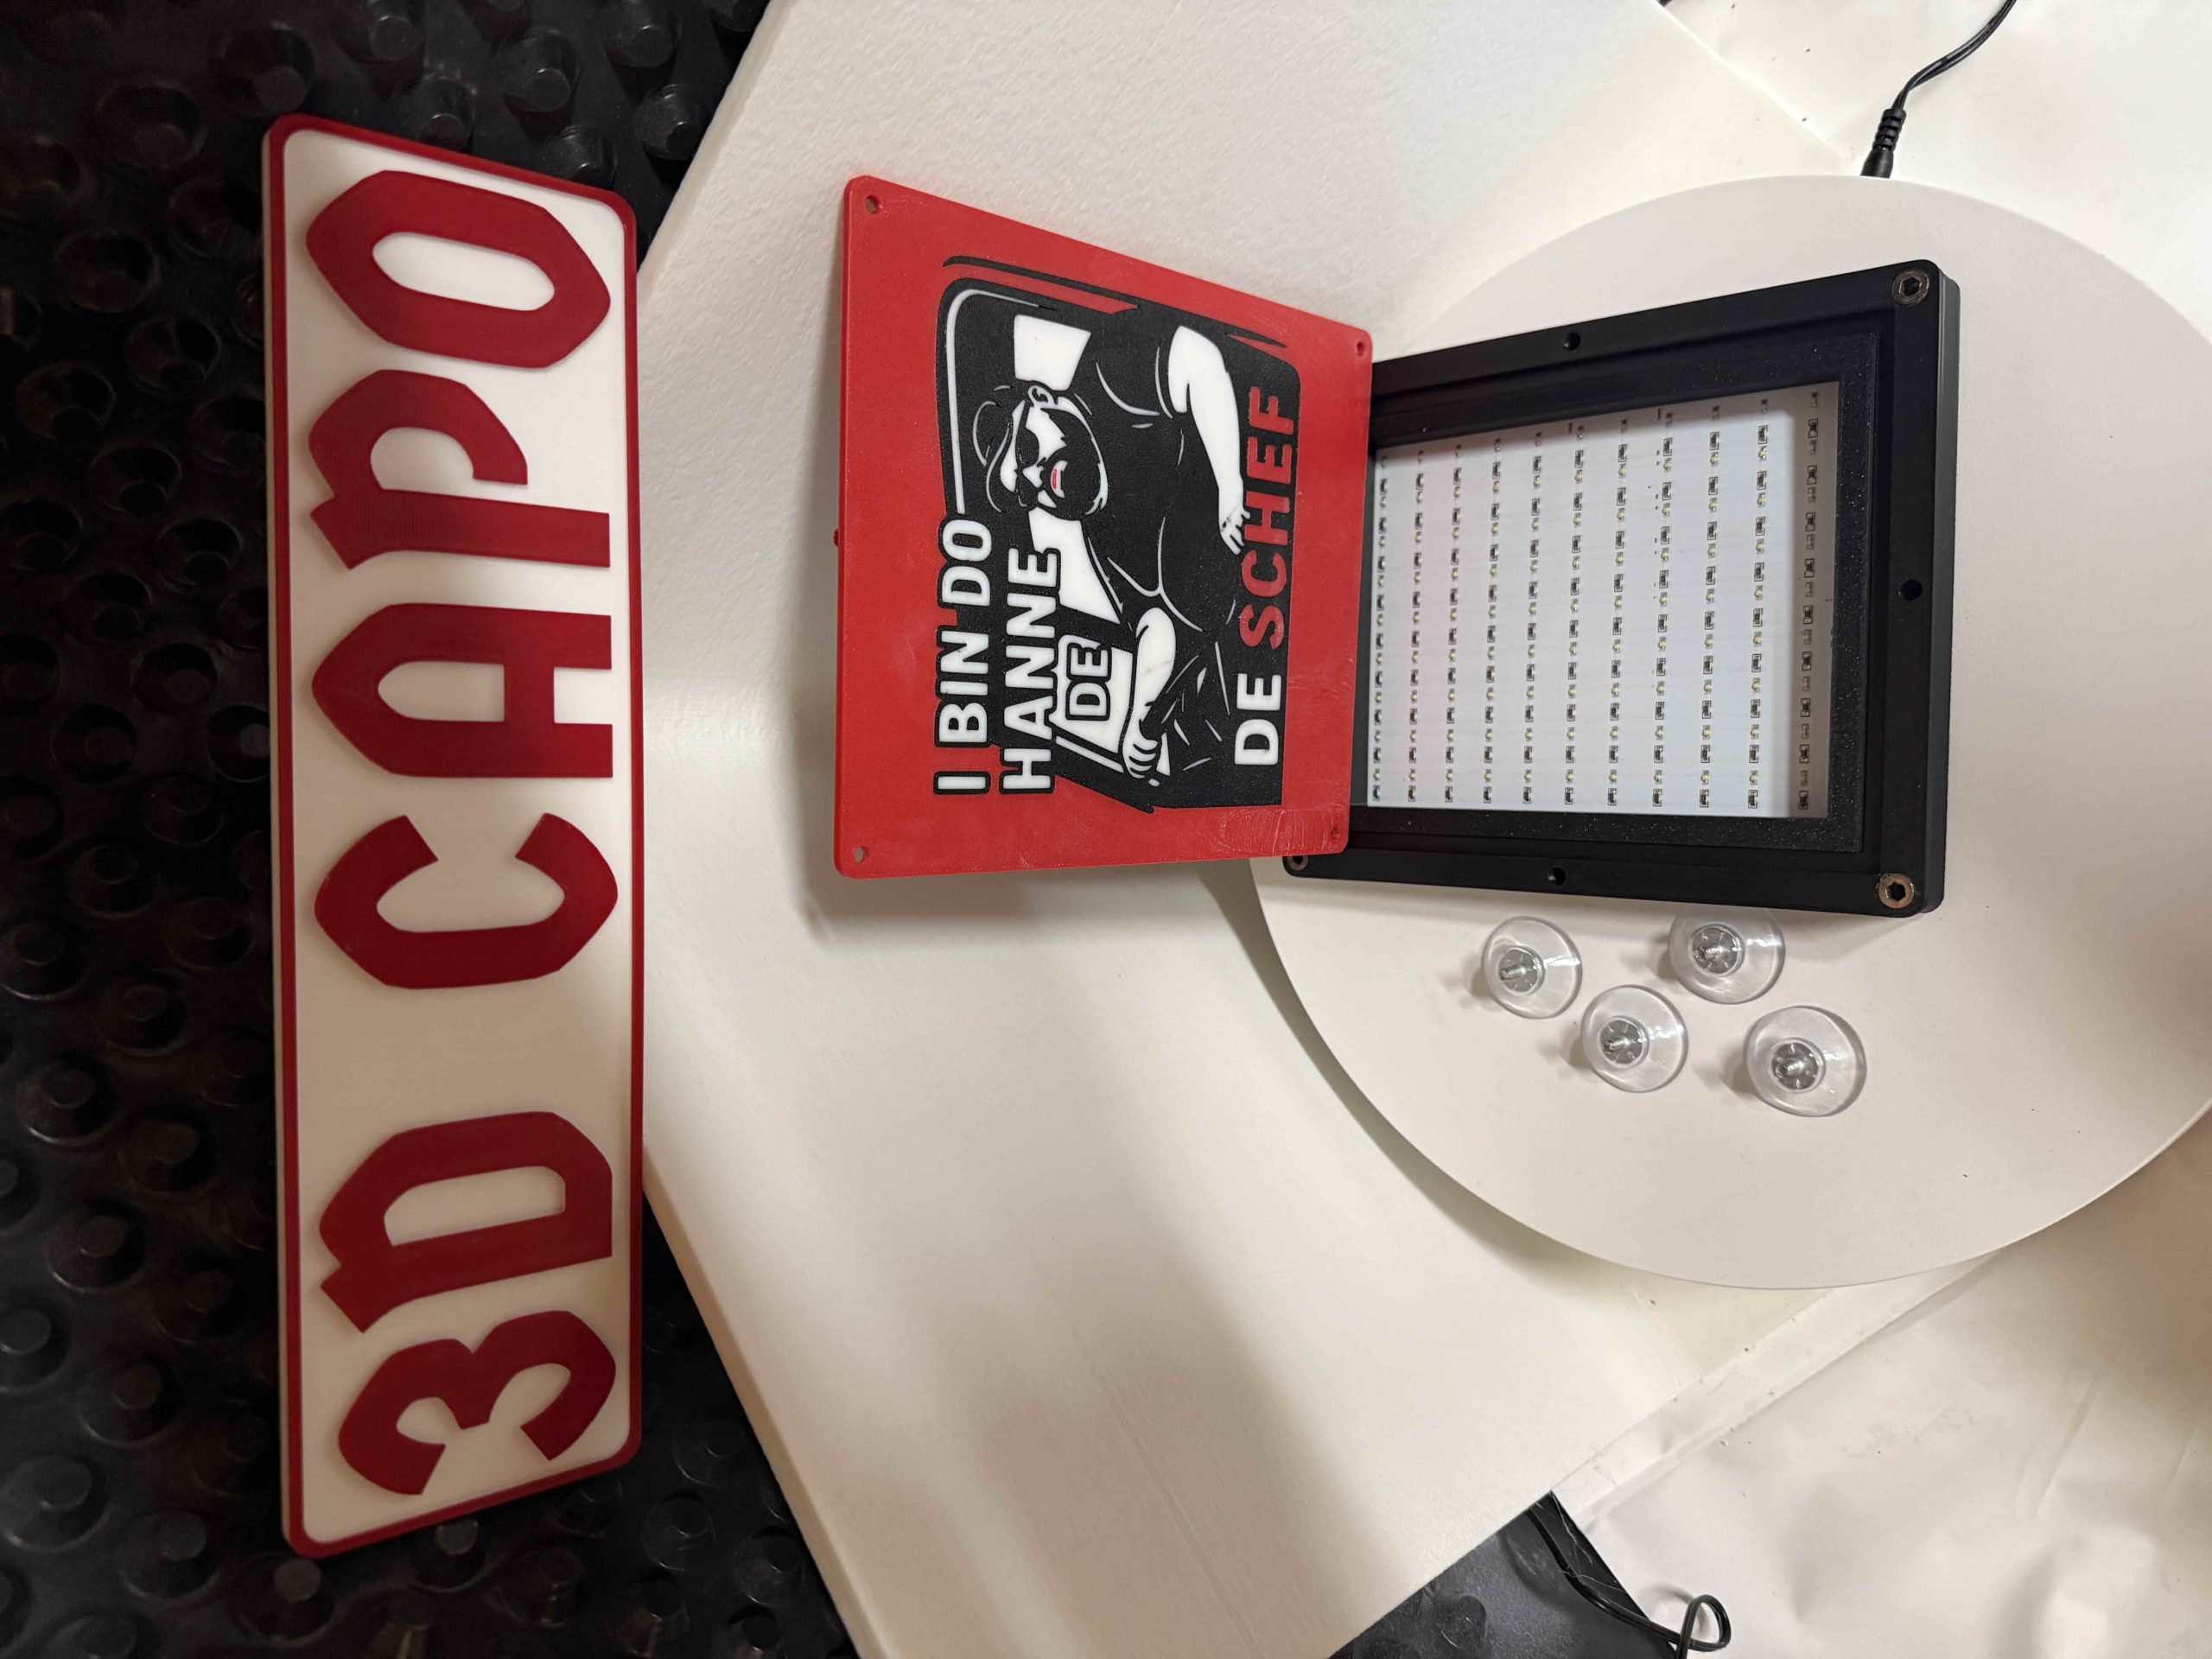 3D CAPO
I BIN DO
HANNE
DE
DE SCHEF